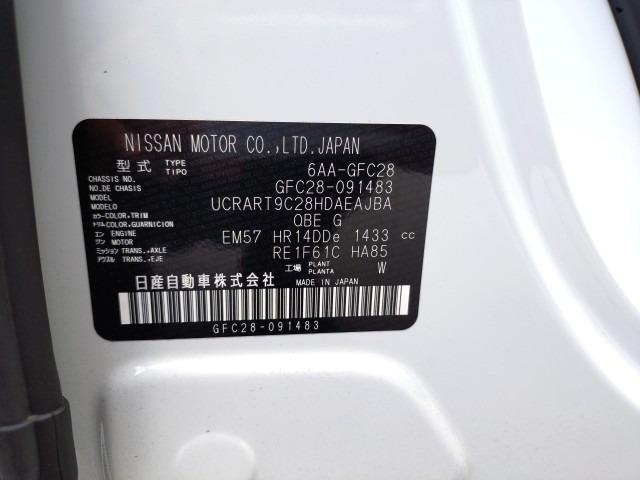 NISSAN MOTOR CO.,LTD.JAPAN
型式 TYPE TIPO 6AA-GFC28
CHASSIS NO. NO.DE CHASSIS GFC28-091483
MODEL MODELO UCRART9C28HDAEAJBA
カラー COLOR,TRIM トリム COLOR,GUARNICION QBE G
エンジン ENGINE MOTOR EM57 HR14DDe 1433 cc
ミッション TRANS.,AXLE アクスル TRANS.,EJE RE1F61C HA85
工場 PLANT PLANTA W
日産自動車株式会社 MADE IN JAPAN
GFC28-091483